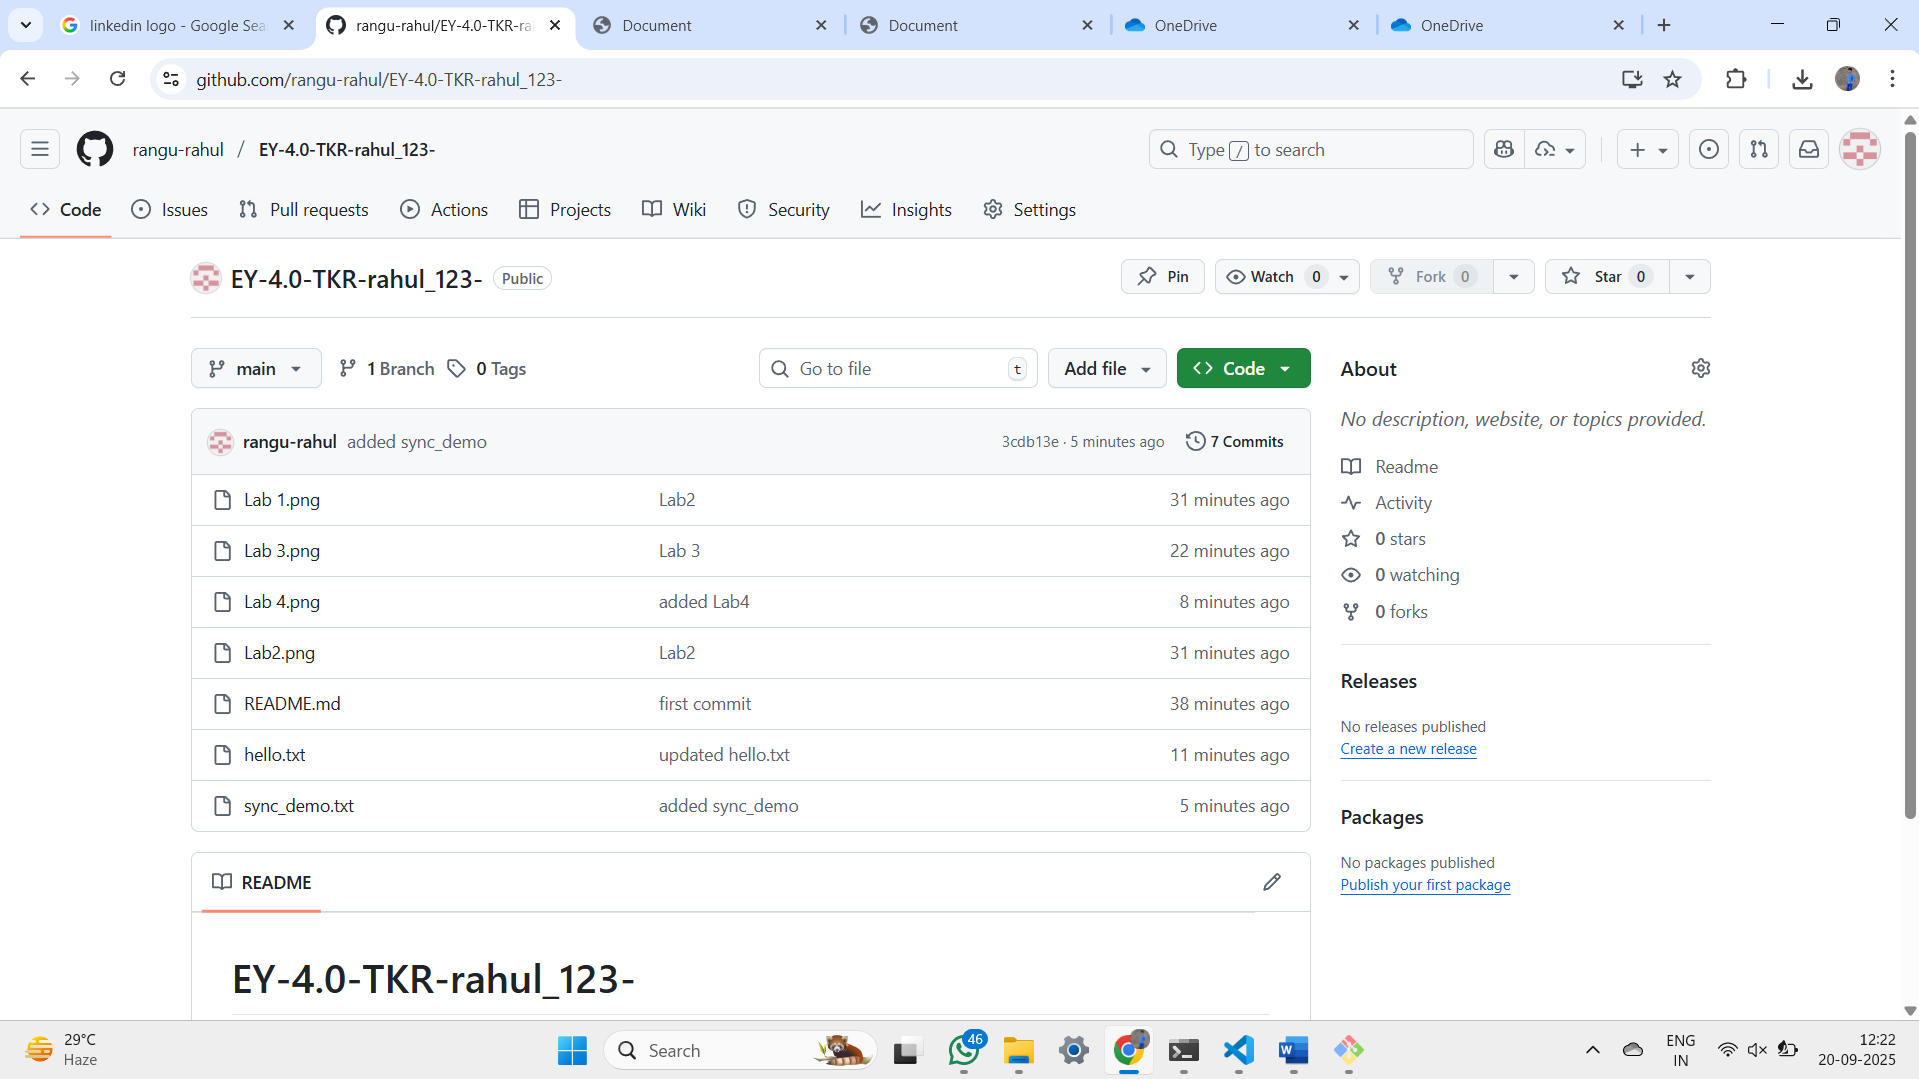 linkedin logo - Google Sea
rangu-rahul/EY-4.0-TKR-ra
Document
Document
OneDrive
OneDrive
github.com/rangu-rahul/EY-4.0-TKR-rahul_123-
rangu-rahul / EY-4.0-TKR-rahul_123-
Type / to search
Code
Issues
Pull requests
Actions
Projects
Wiki
Security
Insights
Settings
EY-4.0-TKR-rahul_123- Public
Pin
Watch 0
Fork 0
Star 0
main
1 Branch
0 Tags
Go to file t
Add file
Code
rangu-rahul added sync_demo 3cdb13e · 5 minutes ago 7 Commits
Lab 1.png Lab2 31 minutes ago
Lab 3.png Lab 3 22 minutes ago
Lab 4.png added Lab4 8 minutes ago
Lab2.png Lab2 31 minutes ago
README.md first commit 38 minutes ago
hello.txt updated hello.txt 11 minutes ago
sync_demo.txt added sync_demo 5 minutes ago
README
EY-4.0-TKR-rahul_123-
About
No description, website, or topics provided.
Readme
Activity
0 stars
0 watching
0 forks
Releases
No releases published
Create a new release
Packages
No packages published
Publish your first package
29°C
Haze
Search
46
ENG
IN
12:22
20-09-2025